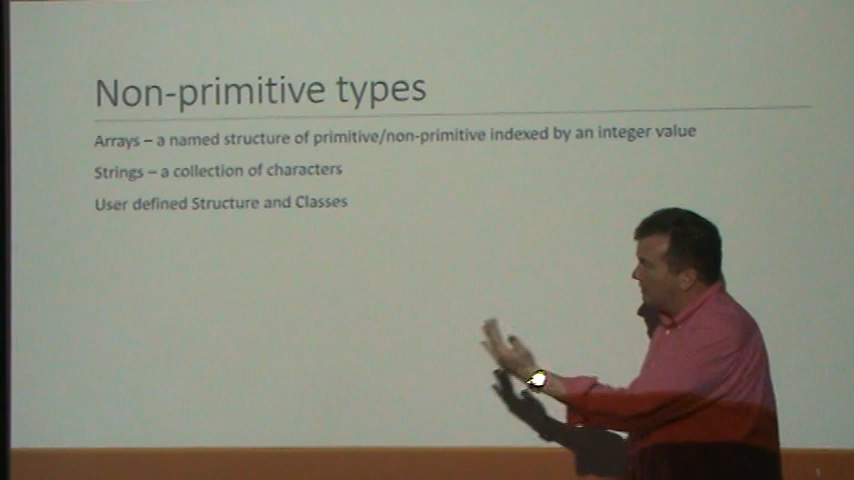 Non-primitive types
Arrays – a named structure of primitive/non-primitive indexed by an integer value
Strings – a collection of characters
User defined Structure and Classes